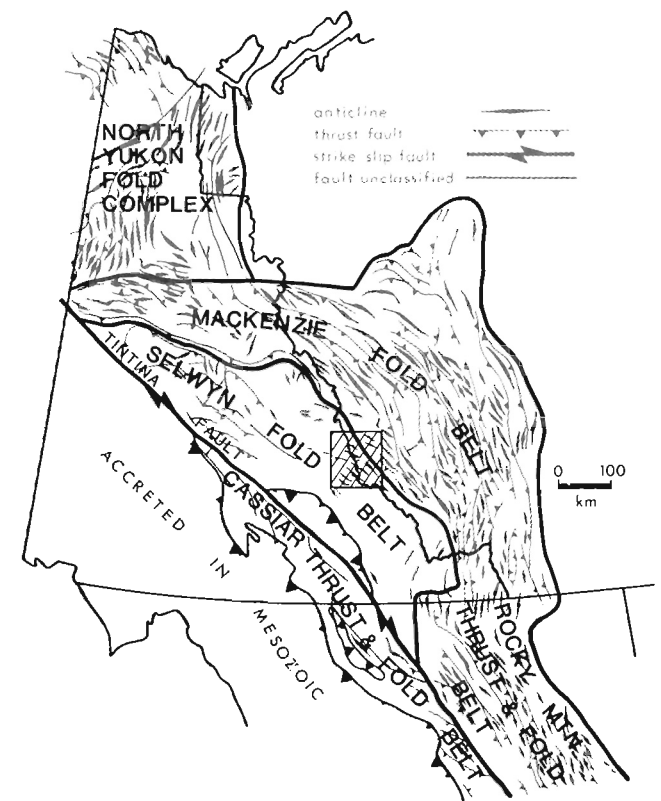 anticline
thrust fault
strike slip fault
fault unclassified
NORTH
YUKON
FOLD
COMPLEX
MACKENZIE
FOLD
BELT
SELWYN
FOLD
BELT
TINTINA
FAULT
0 100
km
CASSIAR THRUST & FOLD BELT
ACCRETED
IN
MESOZOIC
ROCKY MTN.
THRUST & FOLD
BELT